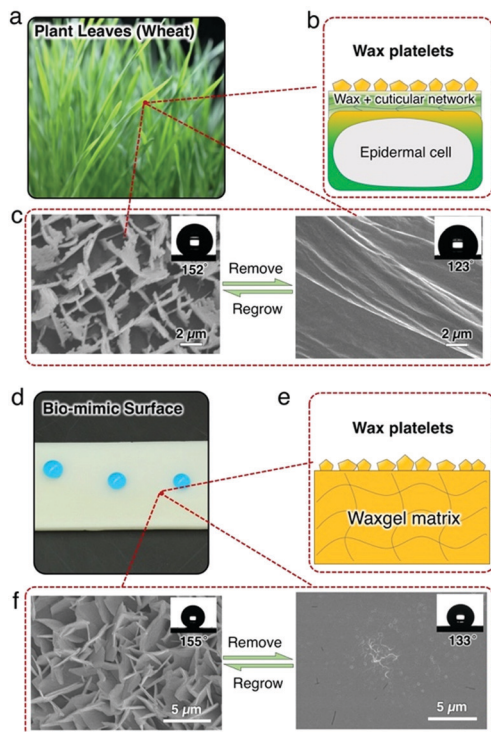 a
Plant Leaves (Wheat)
b
Wax platelets
Wax + cuticular network
Epidermal cell
c
152°
2 µm
Remove
Regrow
123°
2 µm
d
Bio-mimic Surface
e
Wax platelets
Waxgel matrix
f
155°
5 µm
Remove
Regrow
133°
5 µm